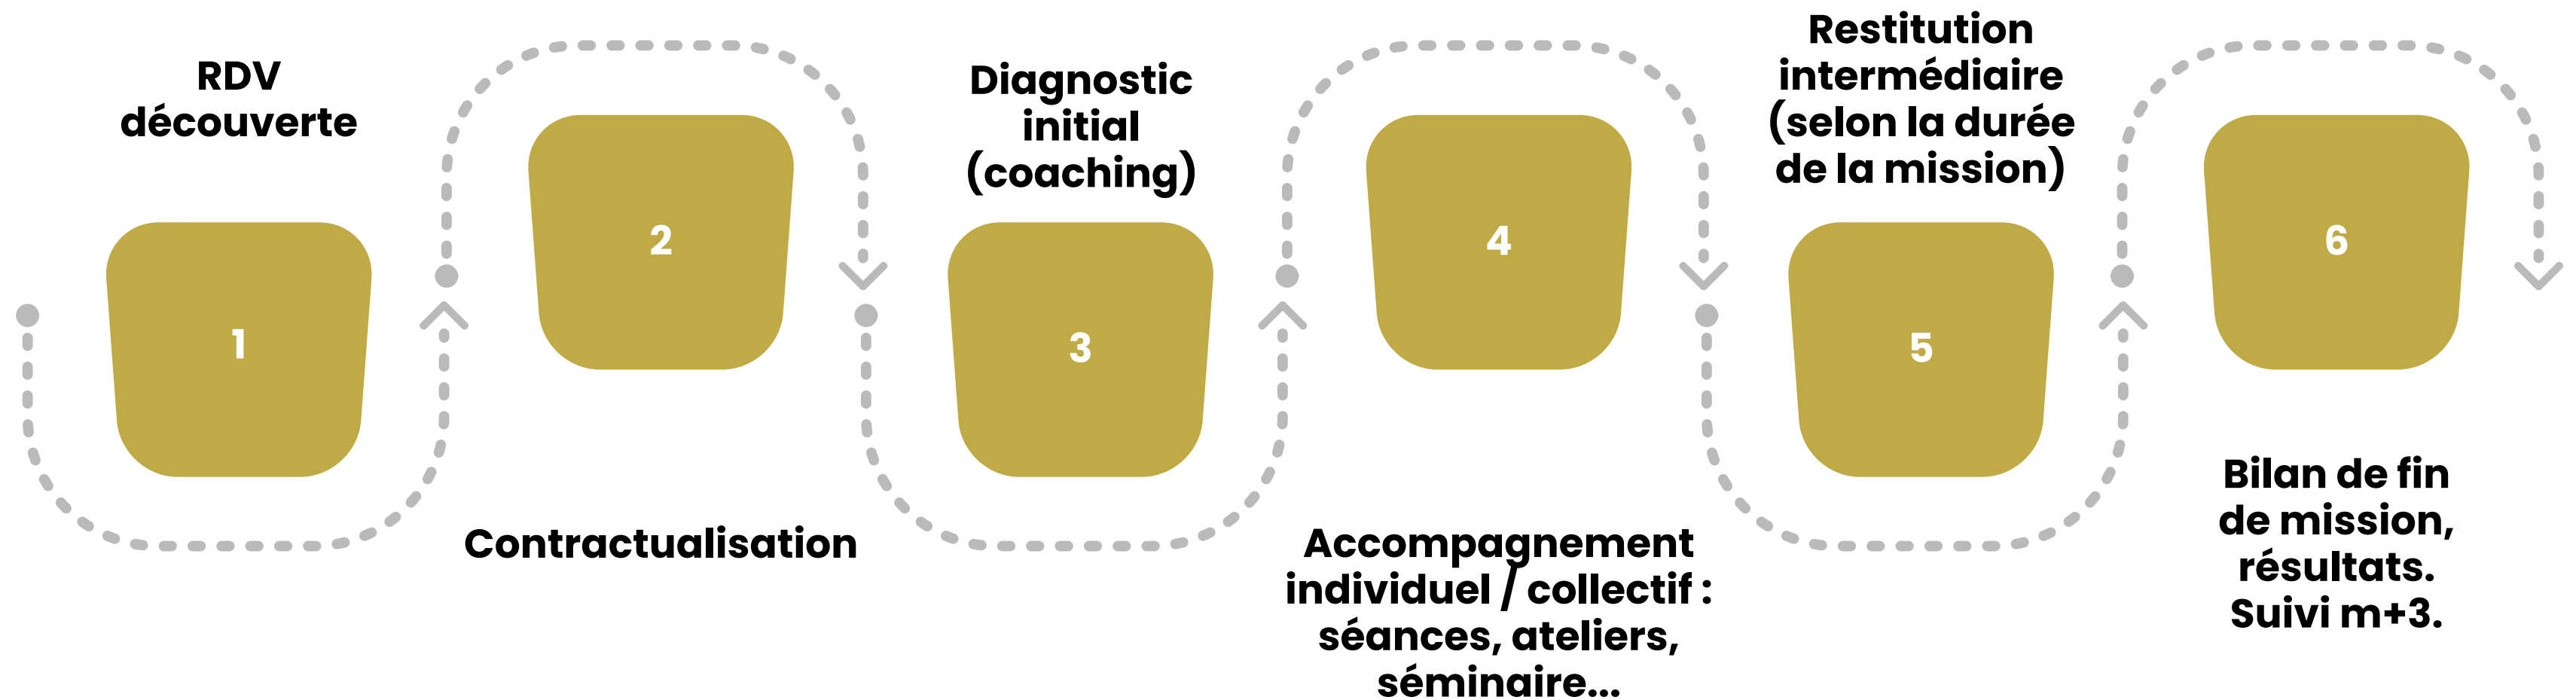 RDV
découverte
1
2
Contractualisation
Diagnostic
initial
(coaching)
3
4
Accompagnement
individuel / collectif :
séances, ateliers,
séminaire...
Restitution
intermédiaire
(selon la durée
de la mission)
5
6
Bilan de fin
de mission,
résultats.
Suivi m+3.